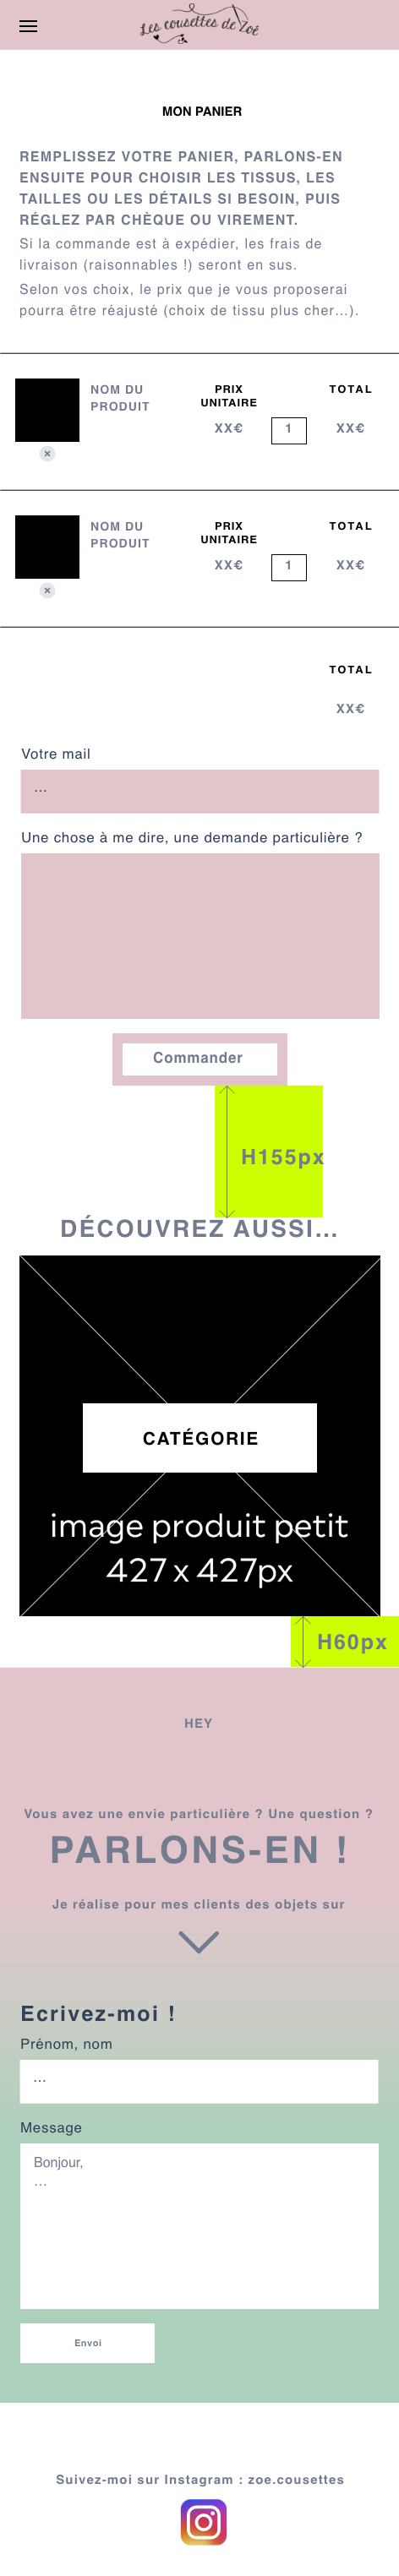 Les cousettes de Zoé
MON PANIER
REMPLISSEZ VOTRE PANIER, PARLONS-EN
ENSUITE POUR CHOISIR LES TISSUS, LES
TAILLES OU LES DÉTAILS SI BESOIN, PUIS
RÉGLEZ PAR CHÈQUE OU VIREMENT.
Si la commande est à expédier, les frais de
livraison (raisonnables !) seront en sus.
Selon vos choix, le prix que je vous proposerai
pourra être réajusté (choix de tissu plus cher...).
NOM DU
PRODUIT
PRIX
UNITAIRE
XX€
1
TOTAL
XX€
×
NOM DU
PRODUIT
PRIX
UNITAIRE
XX€
1
TOTAL
XX€
×
TOTAL
XX€
Votre mail
...
Une chose à me dire, une demande particulière ?
Commander
H155px
DÉCOUVREZ AUSSI...
CATÉGORIE
image produit petit
427 x 427px
H60px
HEY
Vous avez une envie particulière ? Une question ?
PARLONS-EN !
Je réalise pour mes clients des objets sur
Ecrivez-moi !
Prénom, nom
...
Message
Bonjour,
...
Envoi
Suivez-moi sur Instagram : zoe.cousettes